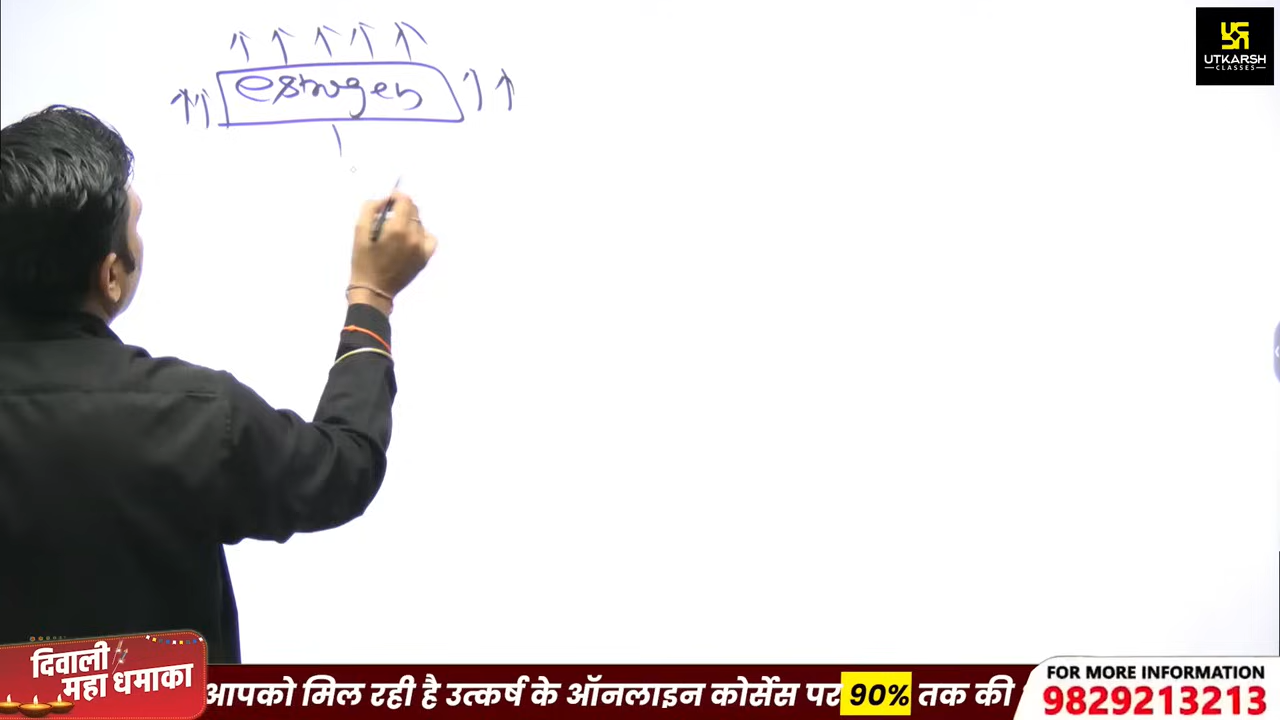 ↑ ↑ ↑ ↑ ↑
↑↑ estrogen ↑ ↑
UTKARSH
CLASSES
दिवाली
महा धमाका
आपको मिल रही है उत्कर्ष के ऑनलाइन कोर्सेस पर 90% तक की
FOR MORE INFORMATION
9829213213